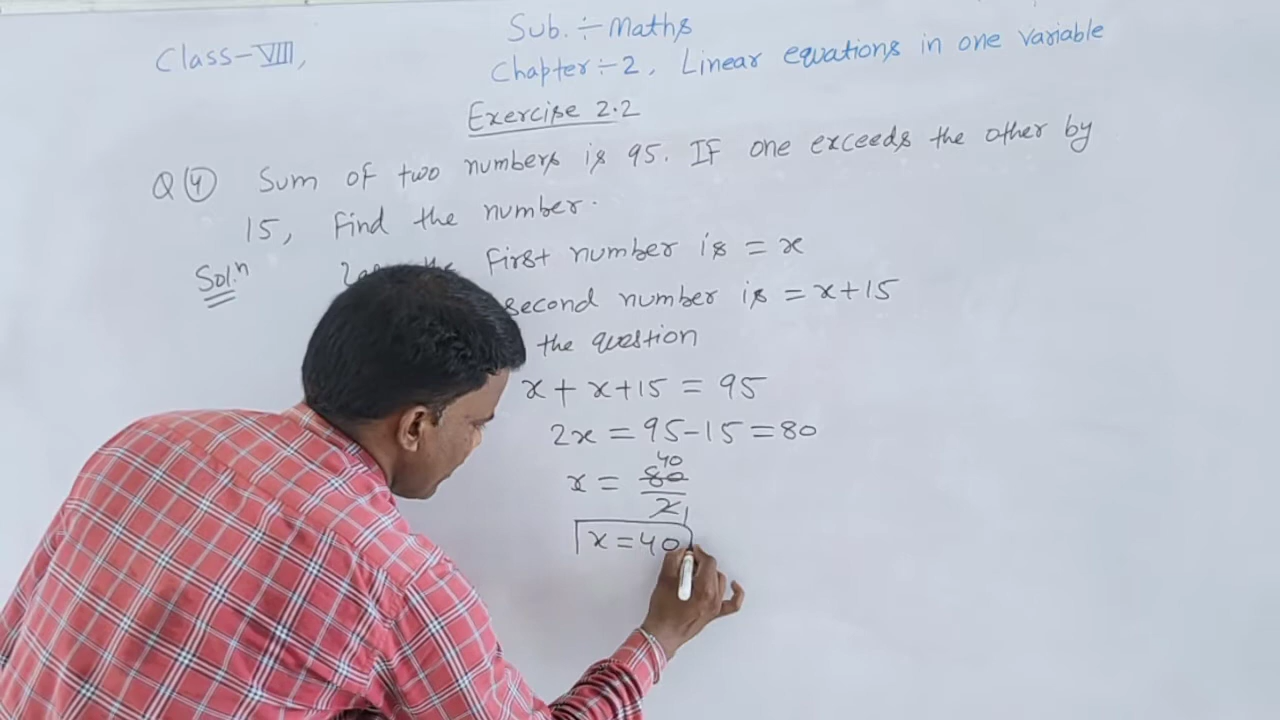 Sub. :- Maths
Class-VIII,
Chapter :- 2, Linear equations in one variable
Exercise 2.2
Q(4) Sum of two numbers is 95. If one exceeds the other by
15, Find the number.
Sol.n First number is = x
second number is = x+15
the question
x + x+15 = 95
2x = 95-15 = 80
40
x = 80/2
1
x = 40